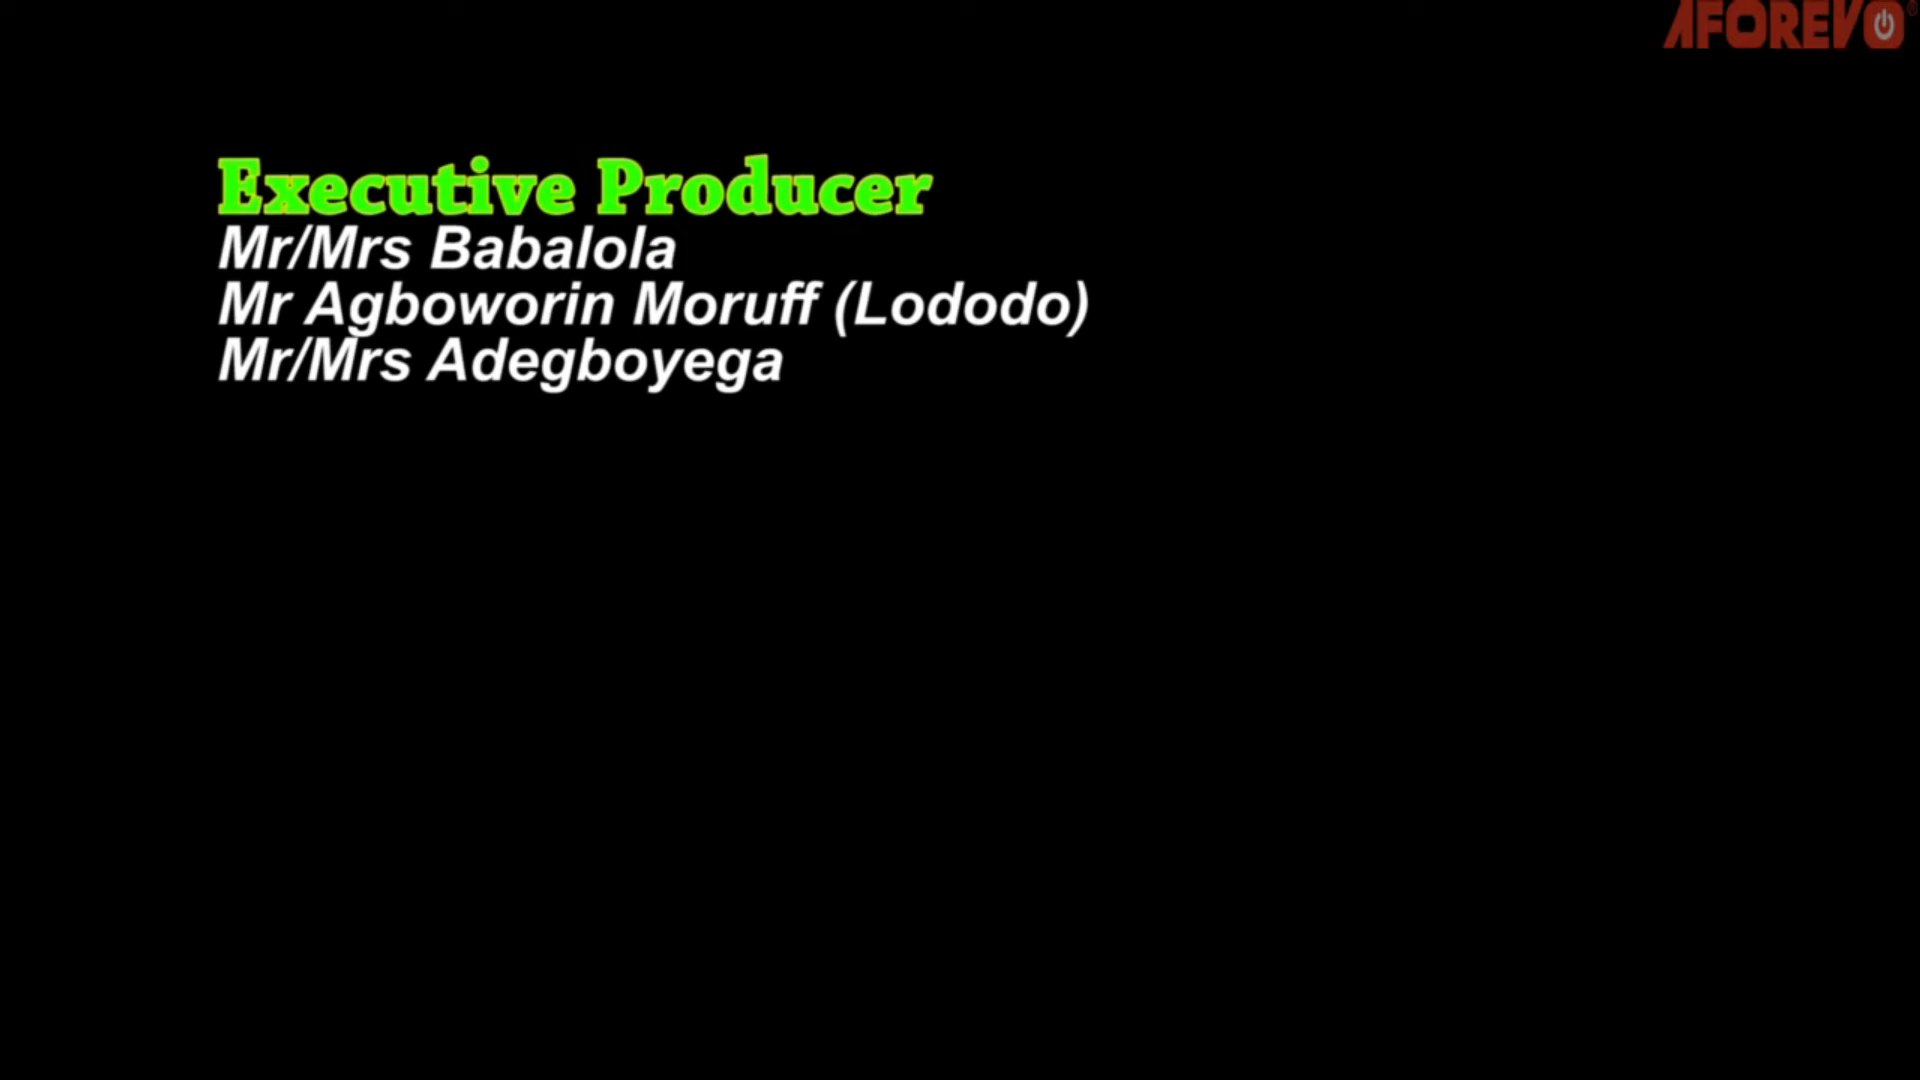 AFOREVO®
Executive Producer
Mr/Mrs Babalola
Mr Agboworin Moruff (Lododo)
Mr/Mrs Adegboyega